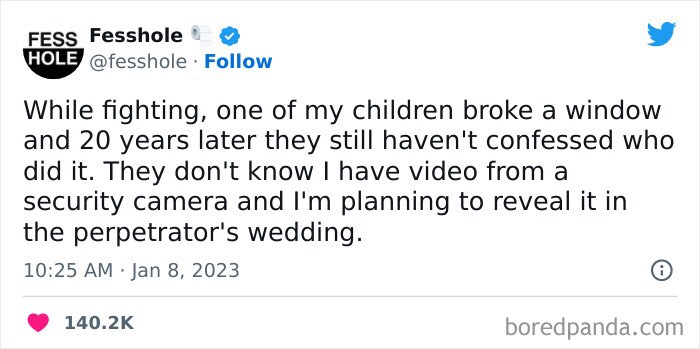 FESS
HOLE
Fesshole
@fesshole · Follow
While fighting, one of my children broke a window
and 20 years later they still haven't confessed who
did it. They don't know I have video from a
security camera and I'm planning to reveal it in
the perpetrator's wedding.
10:25 AM · Jan 8, 2023
140.2K
boredpanda.com